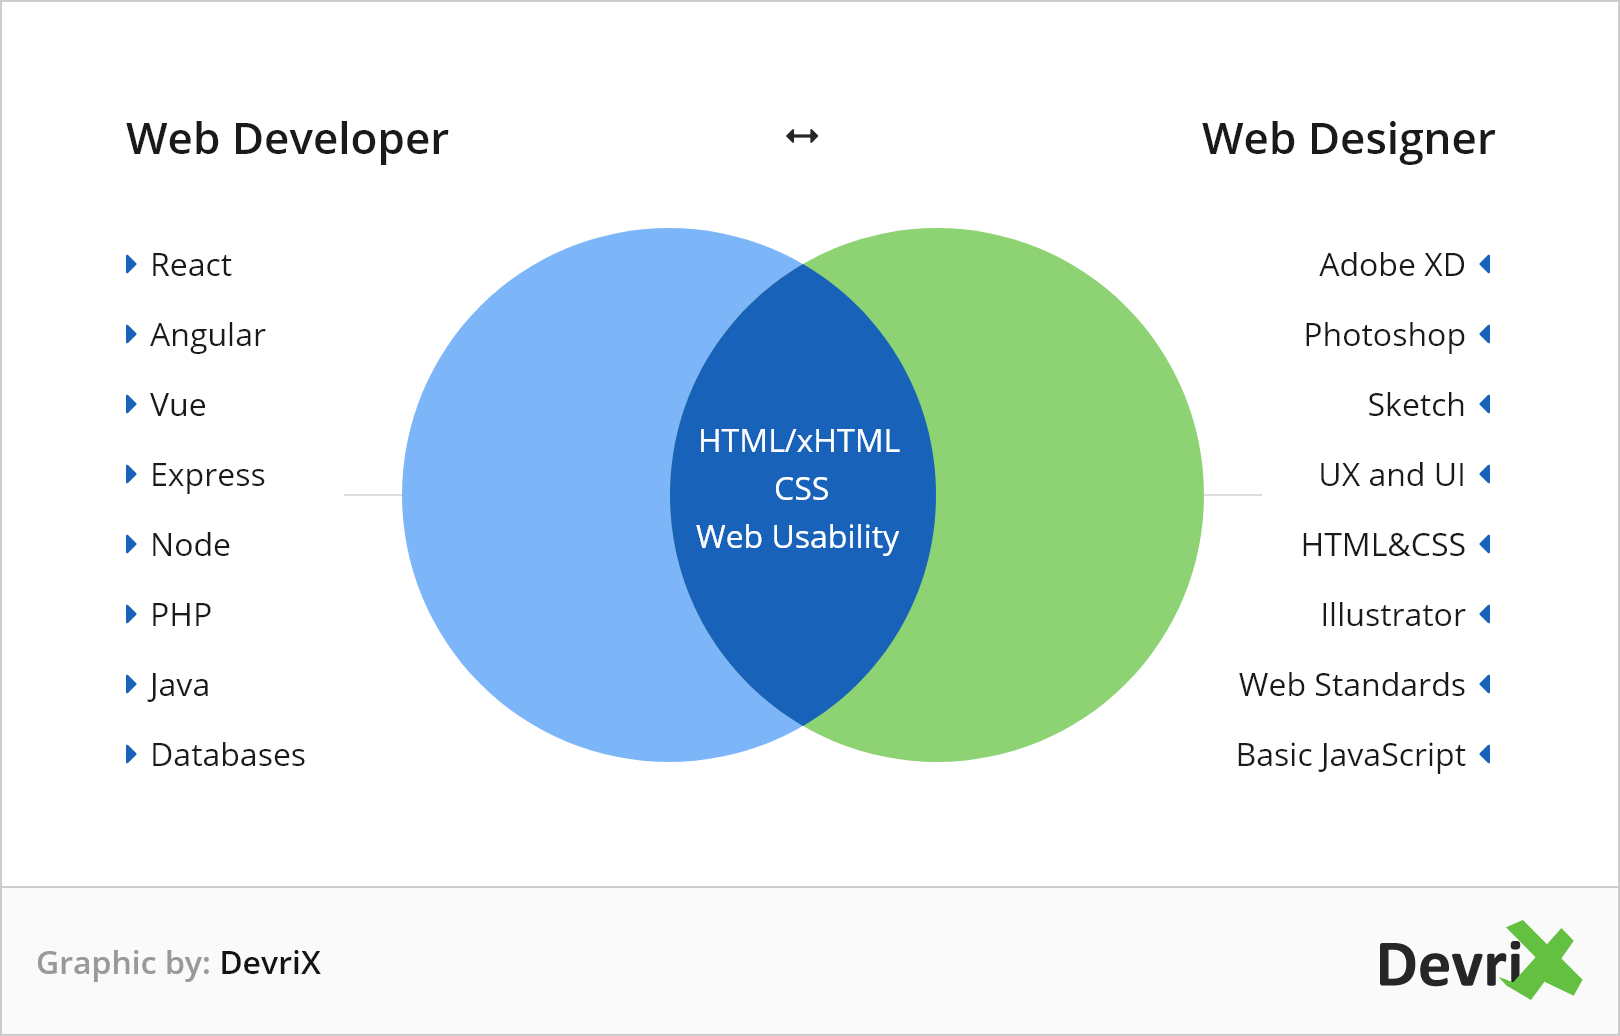 Web Developer ↔ Web Designer
React
Angular
Vue
Express
Node
PHP
Java
Databases
HTML/xHTML
CSS
Web Usability
Adobe XD
Photoshop
Sketch
UX and UI
HTML&CSS
Illustrator
Web Standards
Basic JavaScript
Graphic by: DevriX
DevriX